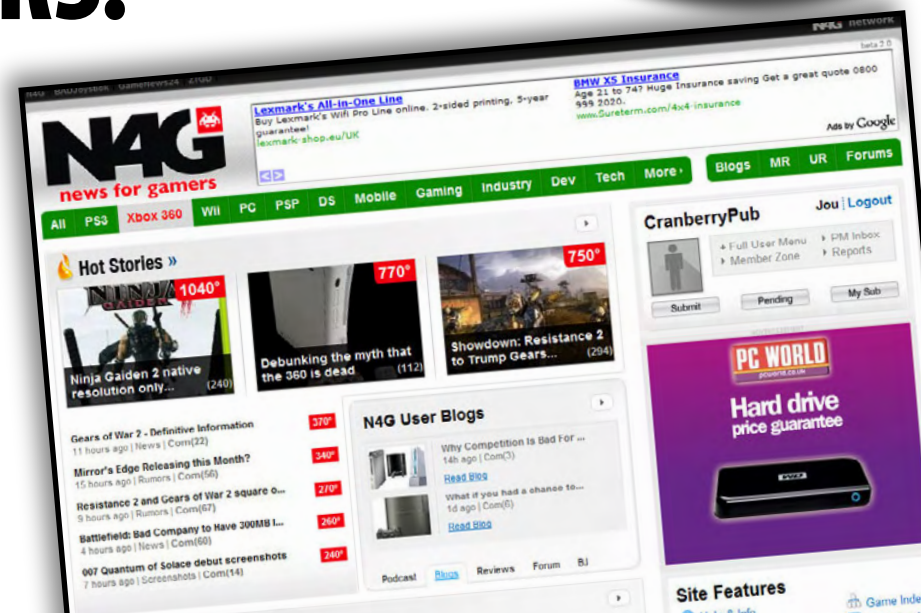 RS!
N4G network
N4G BADJoystick Gamenews24 ZYGD
beta 2.0
Lexmark's All-in-One Line
Buy Lexmark's Wifi Pro Line online. 2-sided printing, 5-year
guarantee!
lexmark-shop.eu/UK
BMW X5 Insurance
Age 21 to 74? Huge Insurance saving Get a great quote 0800
999 2020.
www.Sureterm.com/4x4-insurance
Ads by Google
N4G
news for gamers
All PS3 Xbox 360 Wii PC PSP DS Mobile Gaming Industry Dev Tech More
Blogs MR UR Forums
Hot Stories »
1040°
Ninja Gaiden 2 native
resolution only... (240)
770°
Debunking the myth that
the 360 is dead (112)
750°
Showdown: Resistance 2
to Trump Gears... (294)
CranberryPub
Jou | Logout
Full User Menu
Member Zone
PM Inbox
Reports
Submit Pending My Sub
PC WORLD
pcworld.co.uk
Hard drive
price guarantee
Gears of War 2 - Definitive Information 370°
11 hours ago | News | Com(22)
Mirror's Edge Releasing this Month? 340°
15 hours ago | Rumors | Com(56)
Resistance 2 and Gears of War 2 square o... 270°
9 hours ago | Rumors | Com(67)
Battlefield: Bad Company to Have 300MB I... 260°
4 hours ago | News | Com(60)
007 Quantum of Solace debut screenshots 240°
7 hours ago | Screenshots | Com(14)
N4G User Blogs
Why Competition Is Bad For ...
14h ago | Com(3)
Read Blog
What if you had a chance to...
1d ago | Com(6)
Read Blog
Podcast Blogs Reviews Forum BJ
Site Features
Game Inde